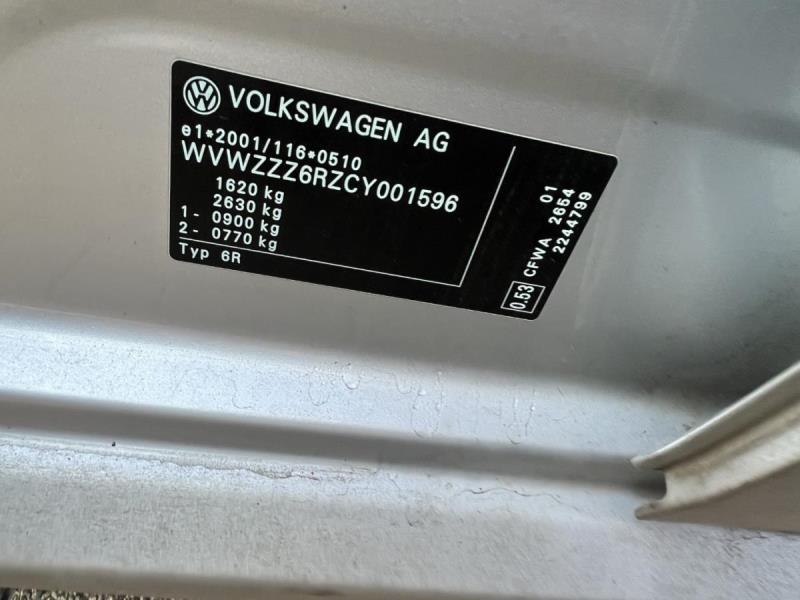 VOLKSWAGEN AG
e1*2001/116*0510
WVWZZZ6RZCY001596
1620 kg
2630 kg
1- 0900 kg
2- 0770 kg
Typ 6R
01
CFWA 2654
0.53 2244799